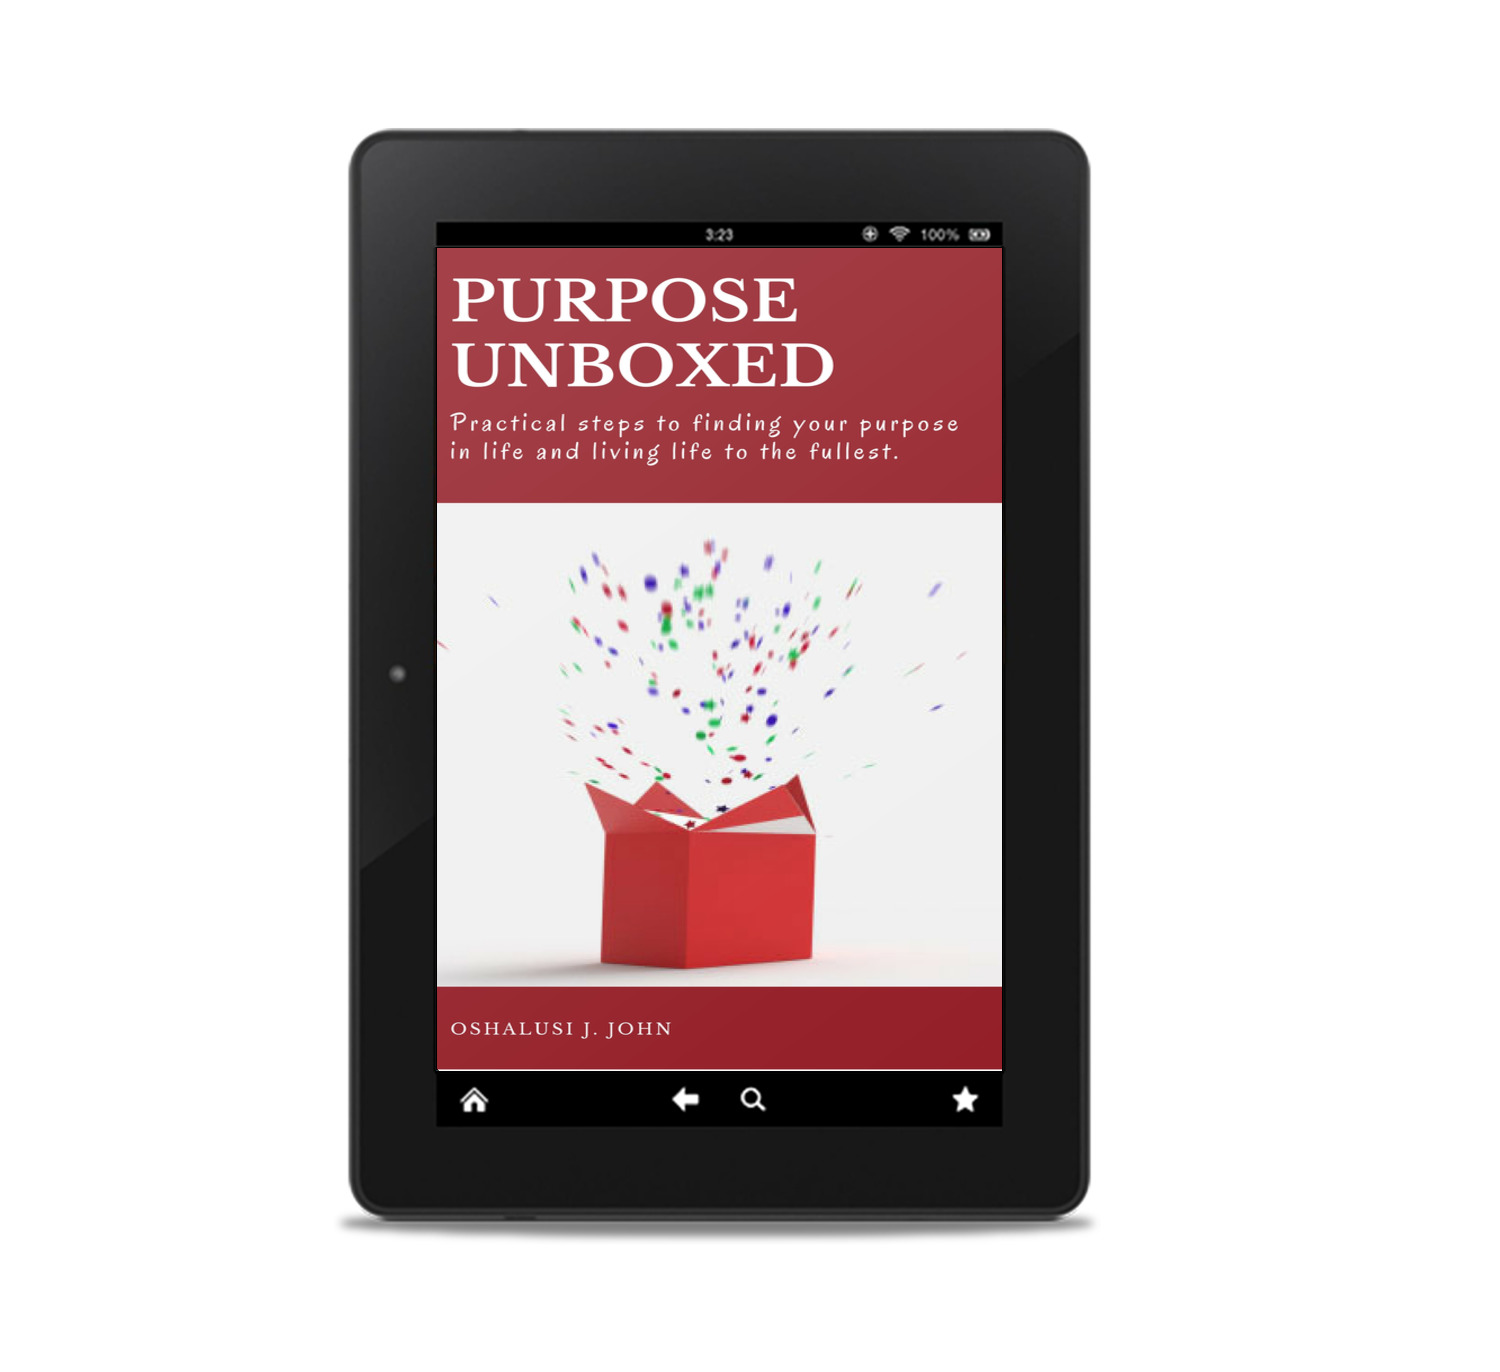 3:23 100%
PURPOSE
UNBOXED
Practical steps to finding your purpose
in life and living life to the fullest.
OSHALUSI J. JOHN